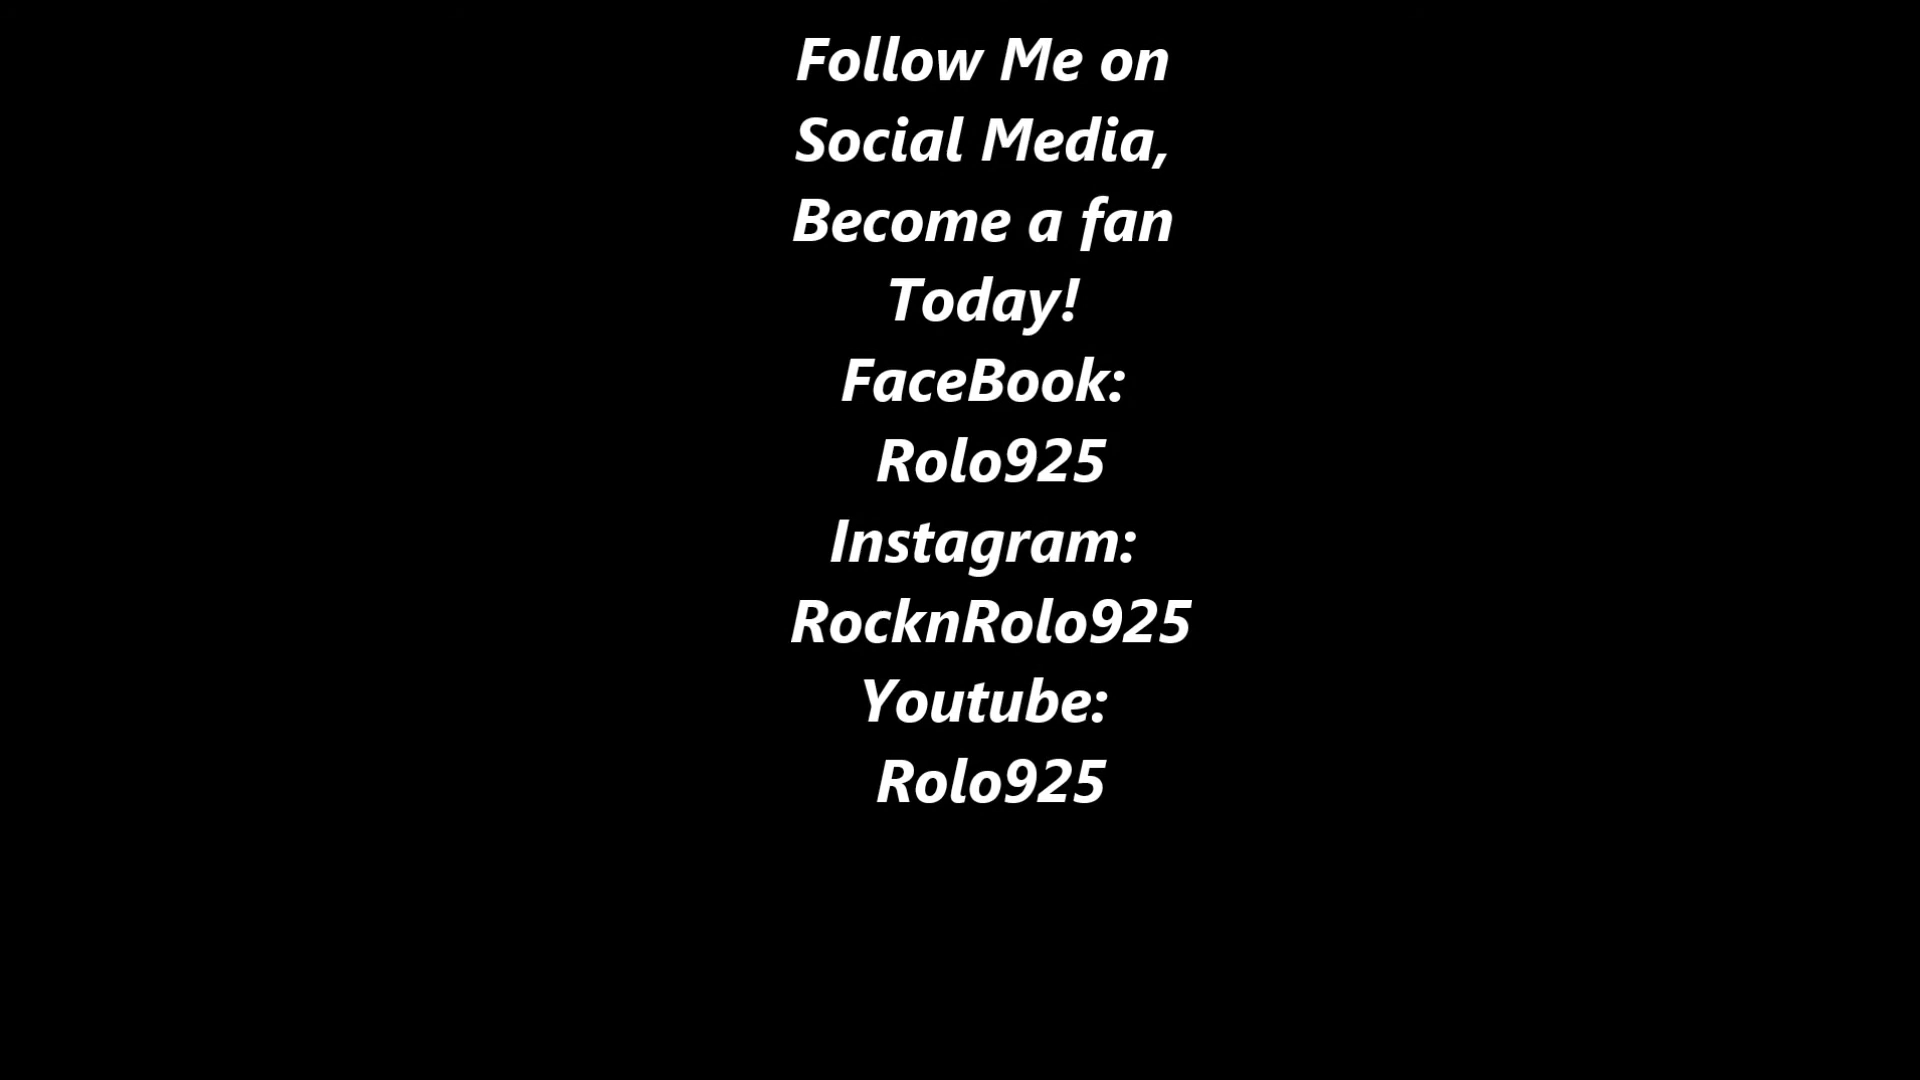 Follow Me on
Social Media,
Become a fan
Today!
FaceBook:
Rolo925
Instagram:
RocknRolo925
Youtube:
Rolo925